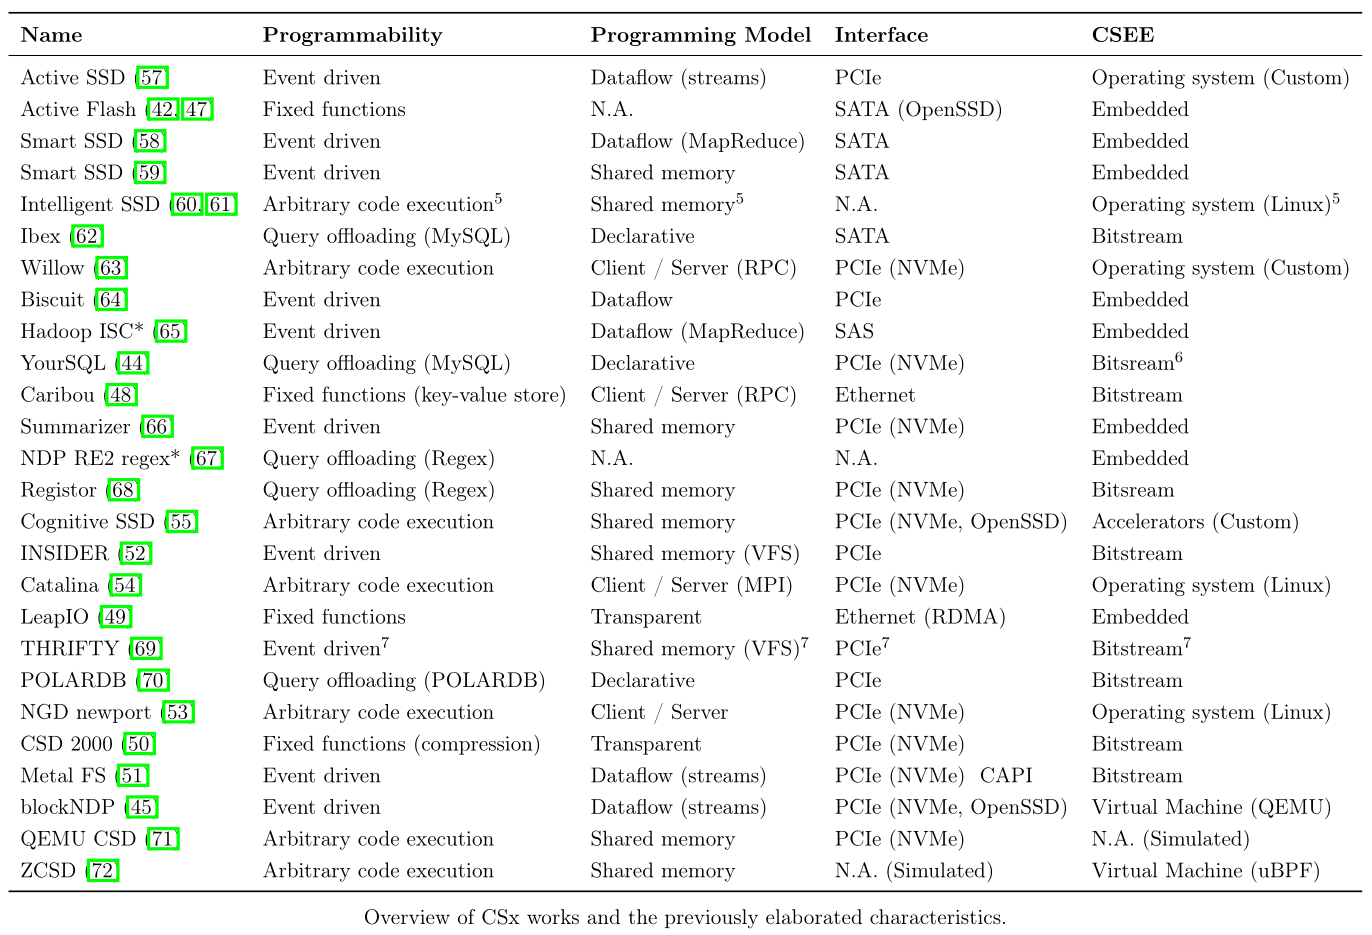 Name Programmability Programming Model Interface CSEE
Active SSD (57) Event driven Dataflow (streams) PCIe Operating system (Custom)
Active Flash (42, 47) Fixed functions N.A. SATA (OpenSSD) Embedded
Smart SSD (58) Event driven Dataflow (MapReduce) SATA Embedded
Smart SSD (59) Event driven Shared memory SATA Embedded
Intelligent SSD (60, 61) Arbitrary code execution⁵ Shared memory⁵ N.A. Operating system (Linux)⁵
Ibex (62) Query offloading (MySQL) Declarative SATA Bitstream
Willow (63) Arbitrary code execution Client / Server (RPC) PCIe (NVMe) Operating system (Custom)
Biscuit (64) Event driven Dataflow PCIe Embedded
Hadoop ISC* (65) Event driven Dataflow (MapReduce) SAS Embedded
YourSQL (44) Query offloading (MySQL) Declarative PCIe (NVMe) Bitsream⁶
Caribou (48) Fixed functions (key-value store) Client / Server (RPC) Ethernet Bitstream
Summarizer (66) Event driven Shared memory PCIe (NVMe) Embedded
NDP RE2 regex* (67) Query offloading (Regex) N.A. N.A. Embedded
Registor (68) Query offloading (Regex) Shared memory PCIe (NVMe) Bitsream
Cognitive SSD (55) Arbitrary code execution Shared memory PCIe (NVMe, OpenSSD) Accelerators (Custom)
INSIDER (52) Event driven Shared memory (VFS) PCIe Bitstream
Catalina (54) Arbitrary code execution Client / Server (MPI) PCIe (NVMe) Operating system (Linux)
LeapIO (49) Fixed functions Transparent Ethernet (RDMA) Embedded
THRIFTY (69) Event driven⁷ Shared memory (VFS)⁷ PCIe⁷ Bitstream⁷
POLARDB (70) Query offloading (POLARDB) Declarative PCIe Bitstream
NGD newport (53) Arbitrary code execution Client / Server PCIe (NVMe) Operating system (Linux)
CSD 2000 (50) Fixed functions (compression) Transparent PCIe (NVMe) Bitstream
Metal FS (51) Event driven Dataflow (streams) PCIe (NVMe) CAPI Bitstream
blockNDP (45) Event driven Dataflow (streams) PCIe (NVMe, OpenSSD) Virtual Machine (QEMU)
QEMU CSD (71) Arbitrary code execution Shared memory PCIe (NVMe) N.A. (Simulated)
ZCSD (72) Arbitrary code execution Shared memory N.A. (Simulated) Virtual Machine (uBPF)
Overview of CSx works and the previously elaborated characteristics.